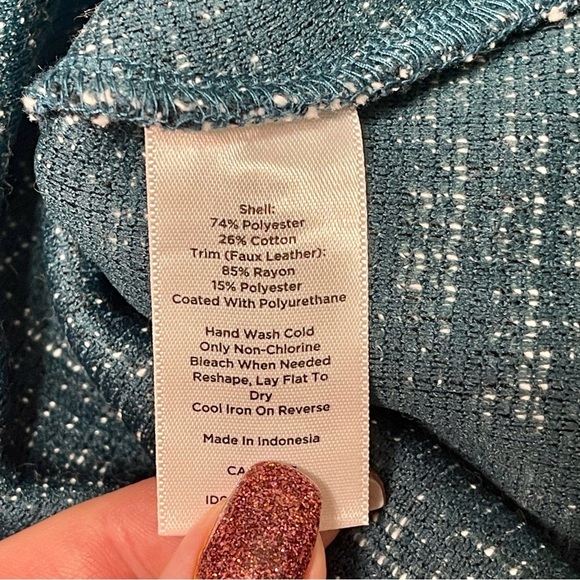 Shell:
74% Polyester
26% Cotton
Trim (Faux Leather):
85% Rayon
15% Polyester
Coated With Polyurethane
Hand Wash Cold
Only Non-Chlorine
Bleach When Needed
Reshape, Lay Flat To
Dry
Cool Iron On Reverse
Made In Indonesia
CA